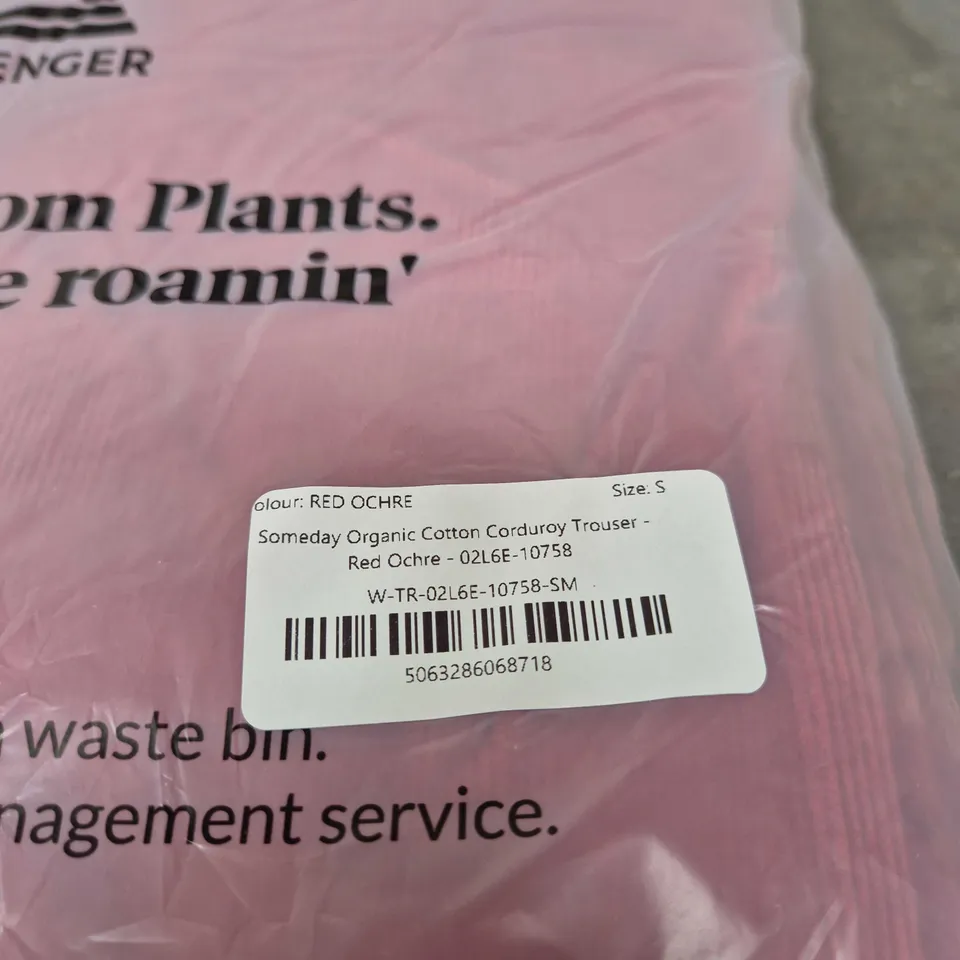 ENGER
om Plants.
e roamin'
olour: RED OCHRE Size: S
Someday Organic Cotton Corduroy Trouser -
Red Ochre - 02L6E-10758
W-TR-02L6E-10758-SM
5063286068718
waste bin.
nagement service.